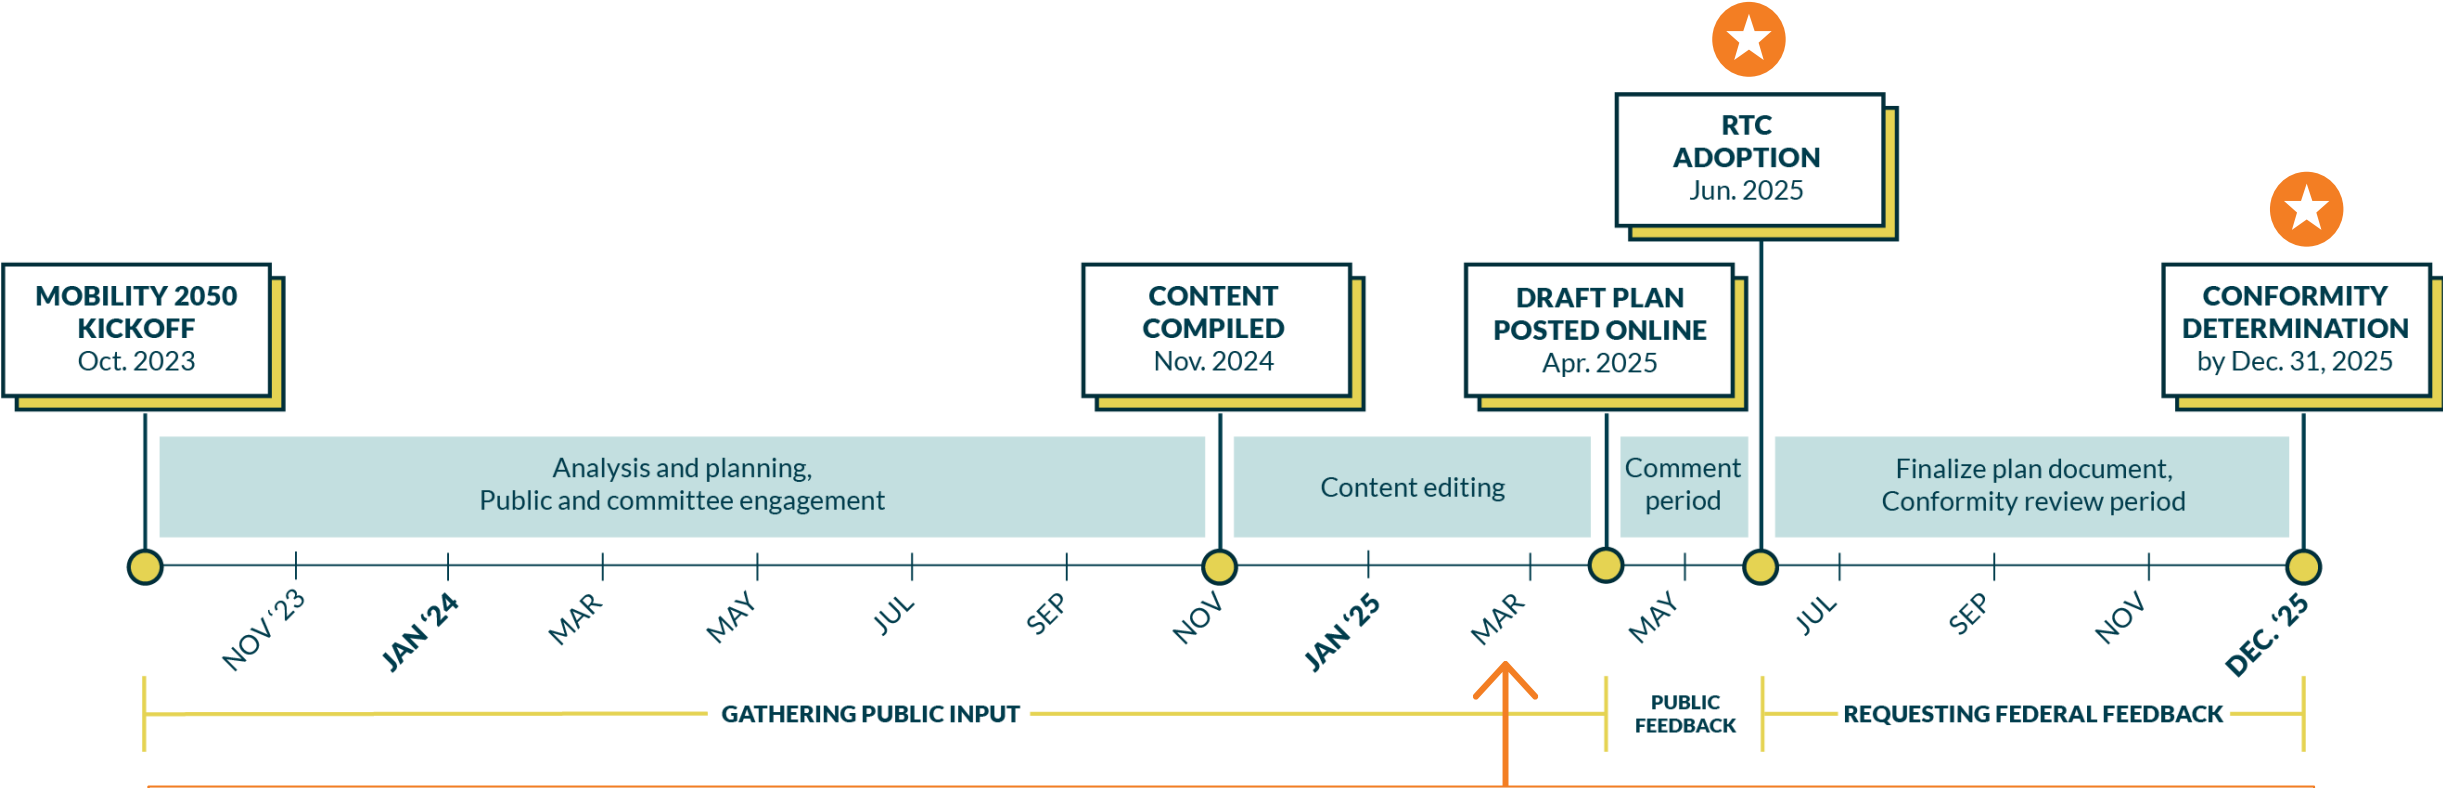 RTC
ADOPTION
Jun. 2025
MOBILITY 2050
KICKOFF
Oct. 2023
CONTENT
COMPILED
Nov. 2024
DRAFT PLAN
POSTED ONLINE
Apr. 2025
CONFORMITY
DETERMINATION
by Dec. 31, 2025
Analysis and planning,
Public and committee engagement
Content editing
Comment
period
Finalize plan document,
Conformity review period
NOV ‘23
JAN ‘24
MAR
MAY
JUL
SEP
NOV
JAN ‘25
MAR
MAY
JUL
SEP
NOV
DEC. ‘25
GATHERING PUBLIC INPUT
PUBLIC
FEEDBACK
REQUESTING FEDERAL FEEDBACK